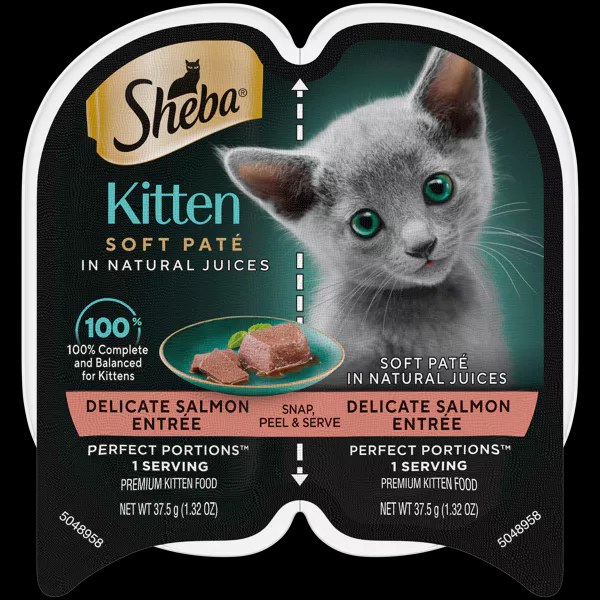 Sheba®
Kitten
SOFT PATÉ
IN NATURAL JUICES
100%
100% Complete
and Balanced
for Kittens
SOFT PATÉ
IN NATURAL JUICES
DELICATE SALMON
ENTRÉE
SNAP,
PEEL & SERVE
DELICATE SALMON
ENTRÉE
PERFECT PORTIONS™
1 SERVING
PREMIUM KITTEN FOOD
NET WT 37.5 g (1.32 OZ)
PERFECT PORTIONS™
1 SERVING
PREMIUM KITTEN FOOD
NET WT 37.5 g (1.32 OZ)
5048958
5048958